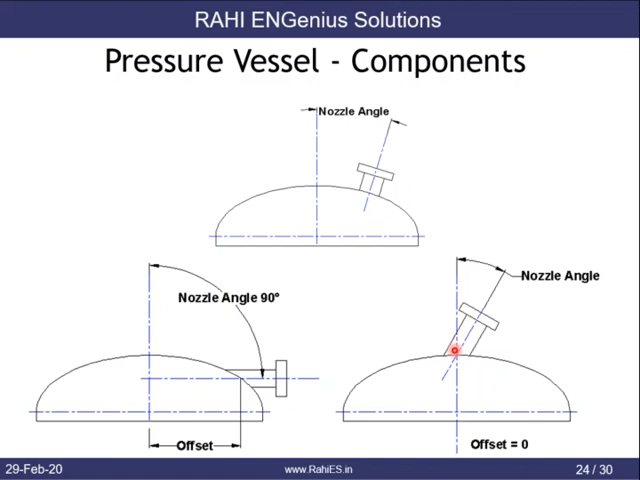 RAHI ENGenius Solutions
Pressure Vessel - Components
Nozzle Angle
Nozzle Angle 90°
Offset
Nozzle Angle
Offset = 0
29-Feb-20
www.RahiES.in
24 / 30